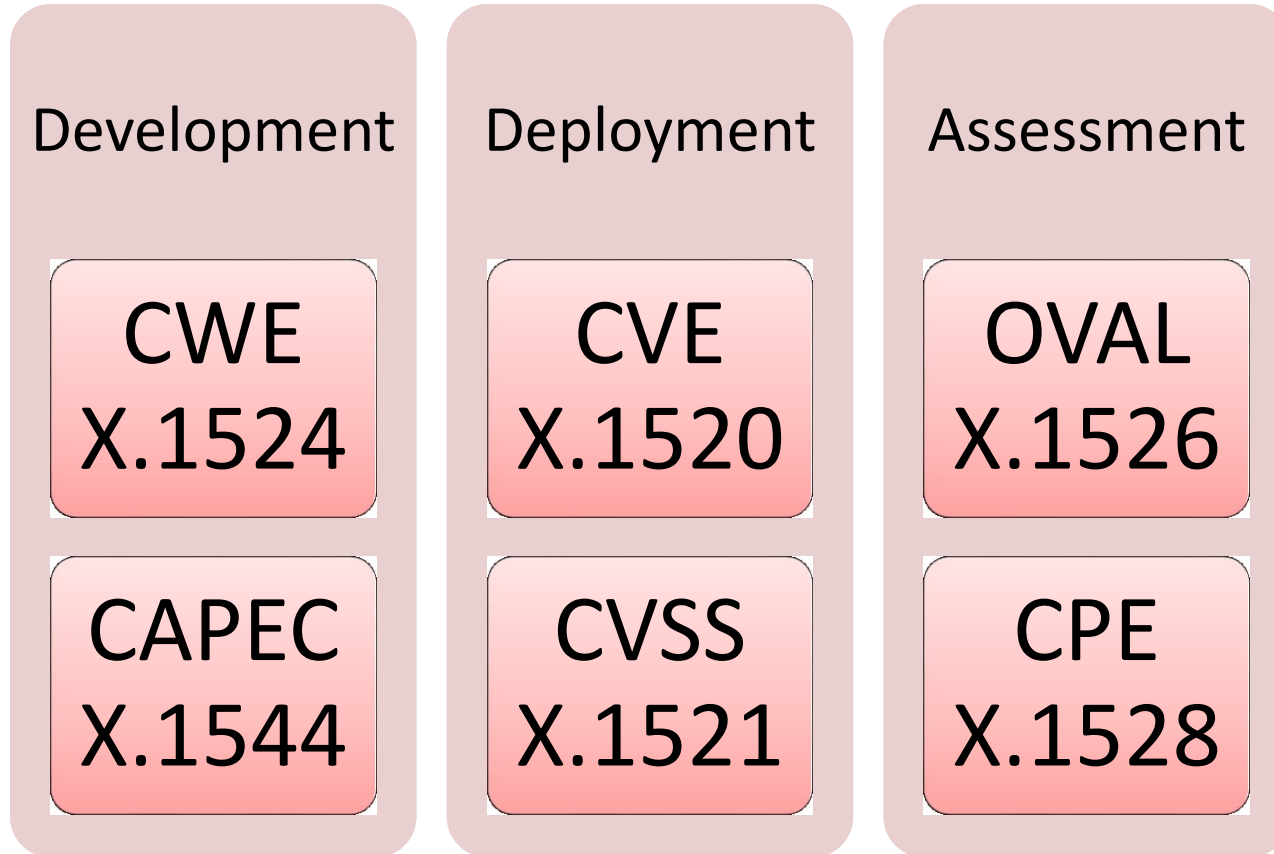 Development
CWE
X.1524
CAPEC
X.1544
Deployment
CVE
X.1520
CVSS
X.1521
Assessment
OVAL
X.1526
CPE
X.1528